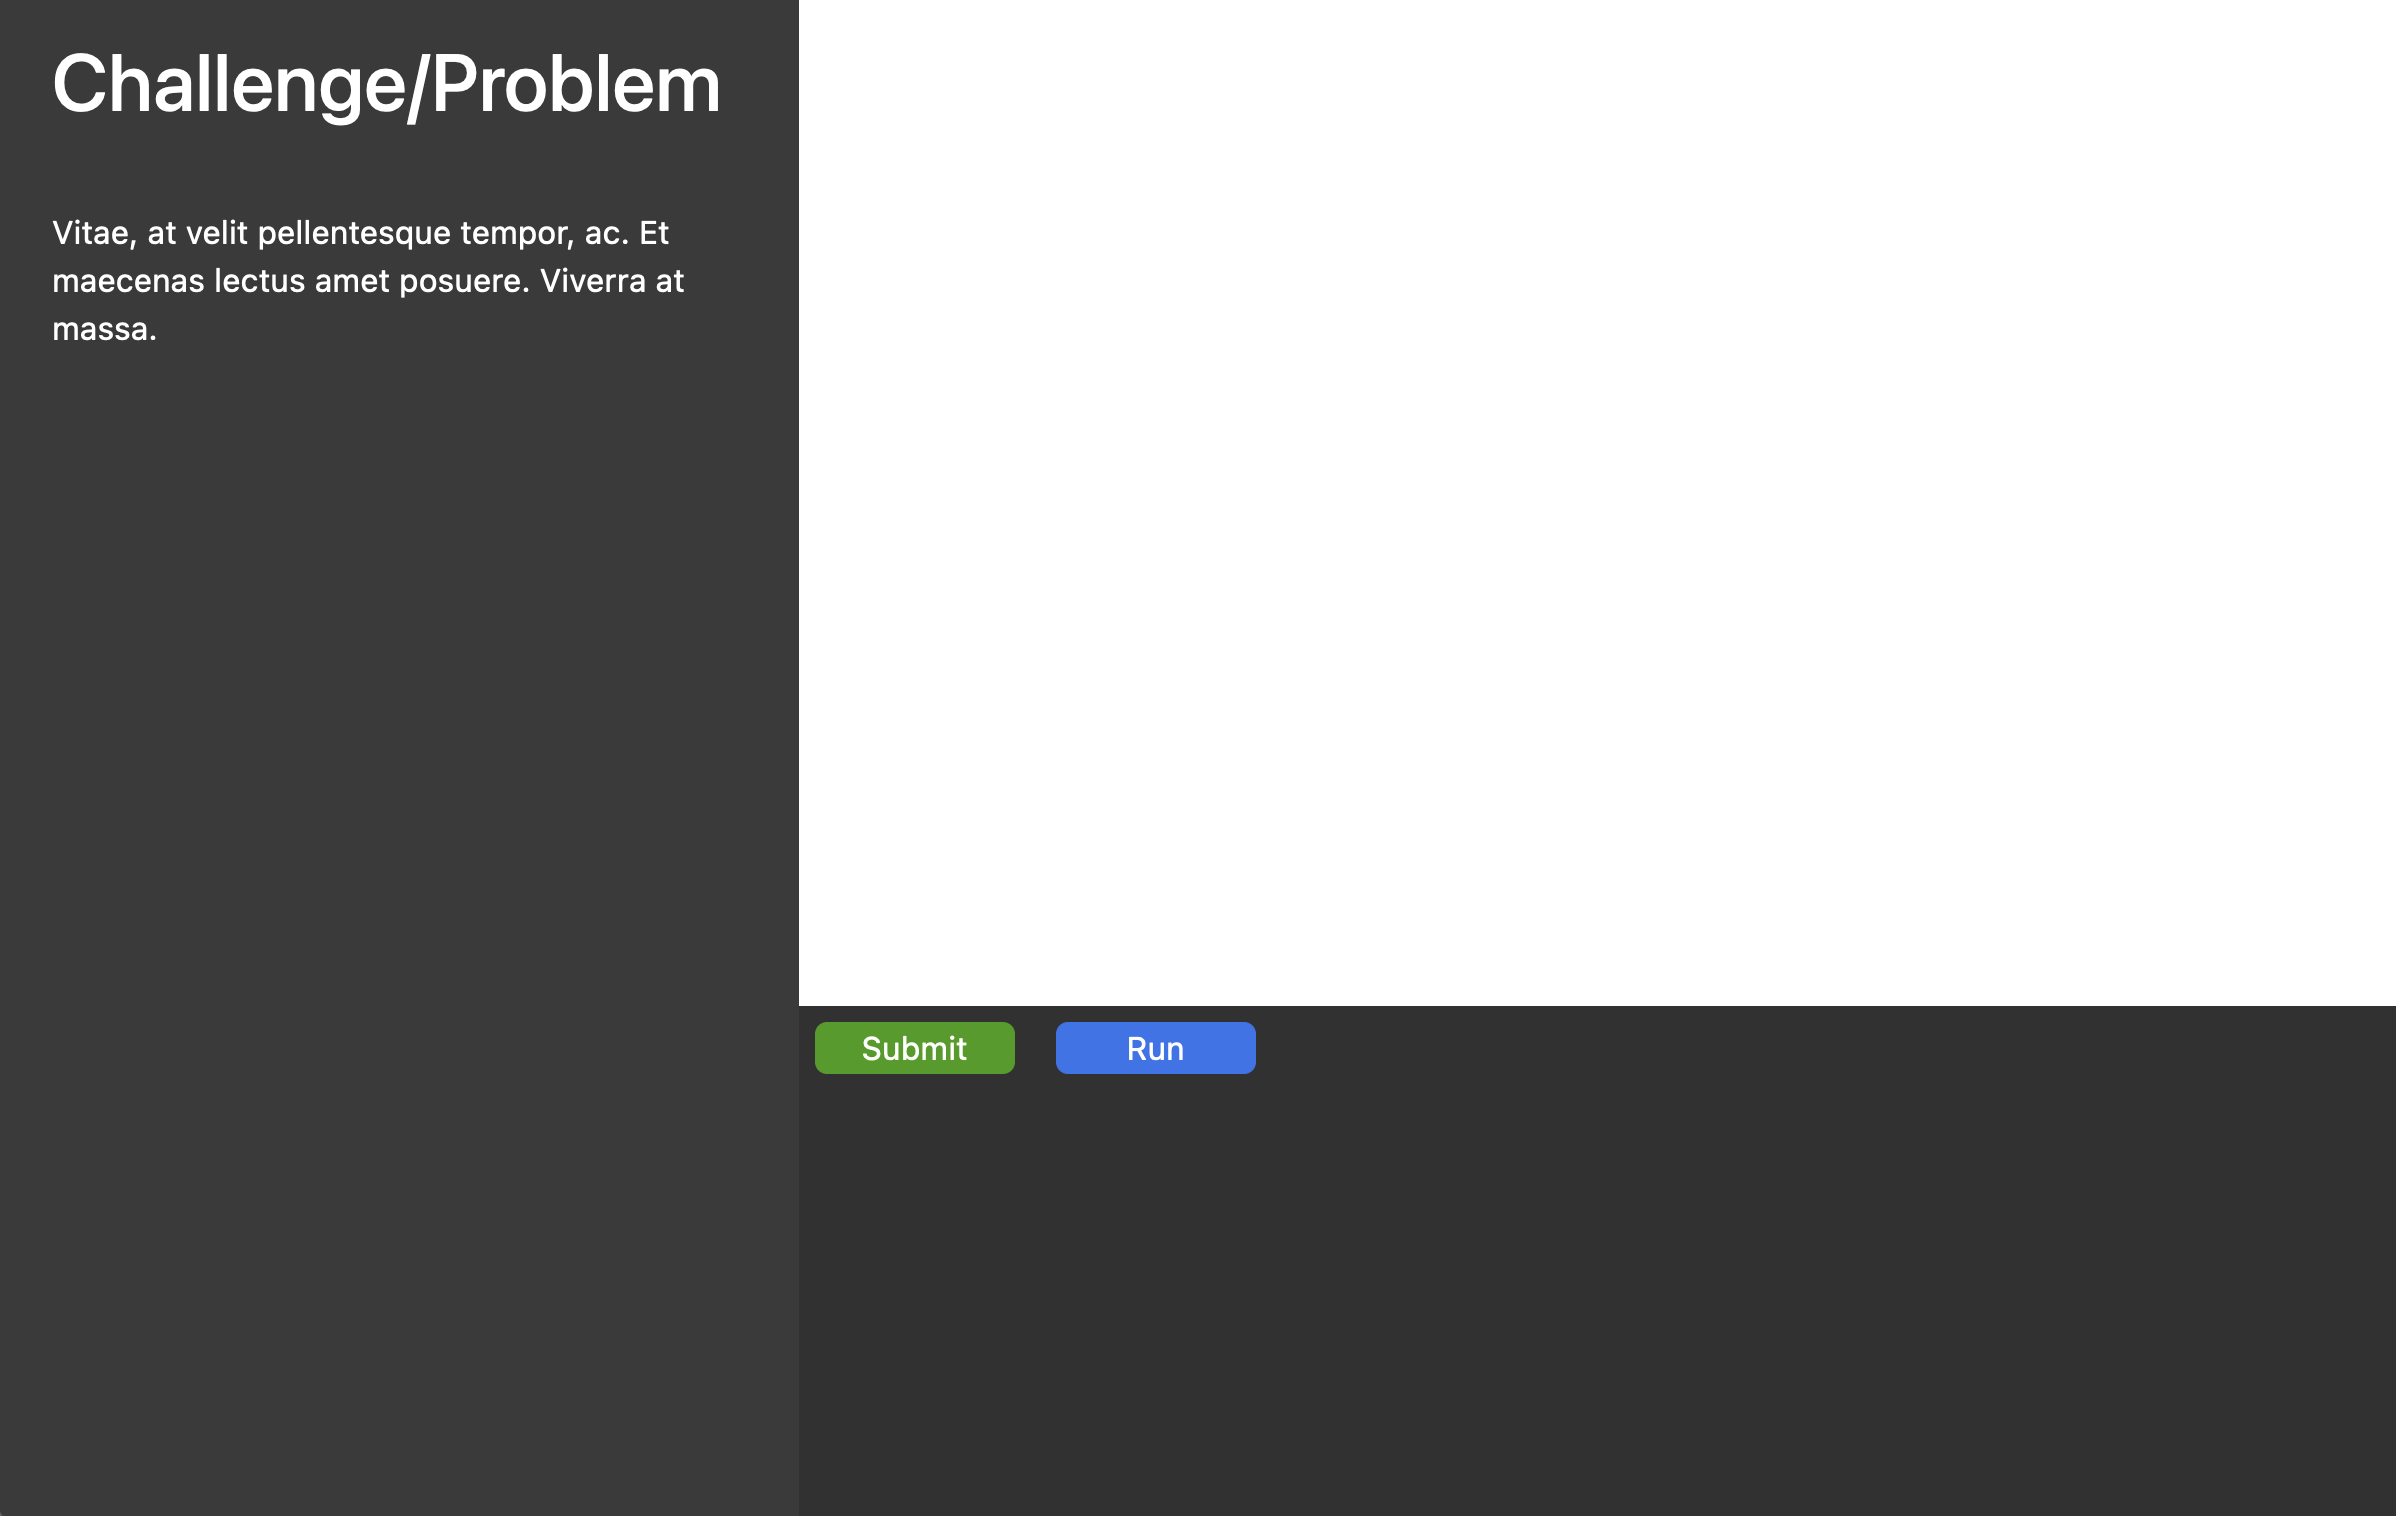 Challenge/Problem
Vitae, at velit pellentesque tempor, ac. Et
maecenas lectus amet posuere. Viverra at
massa.
Submit
Run